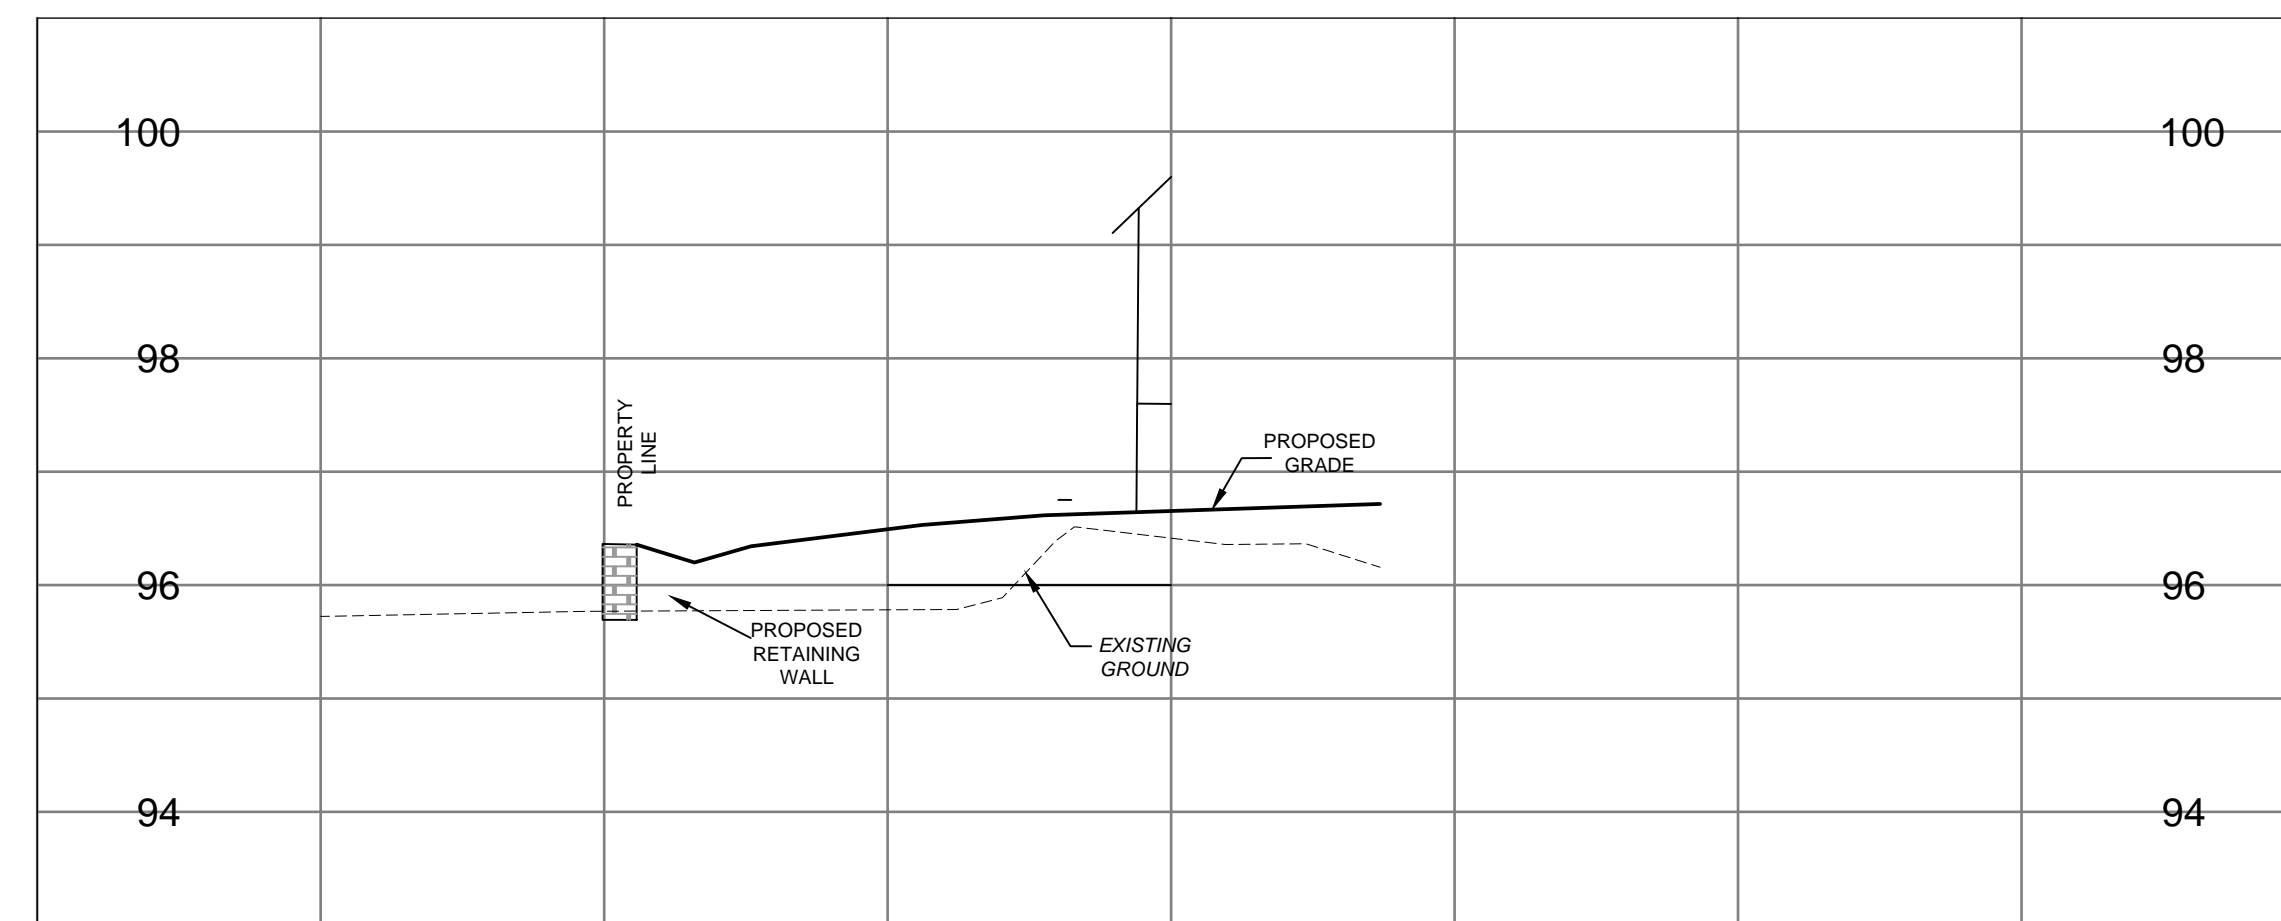 100
100
98
98
PROPERTY
LINE
PROPOSED
GRADE
96
96
PROPOSED
RETAINING
WALL
EXISTING
GROUND
94
94